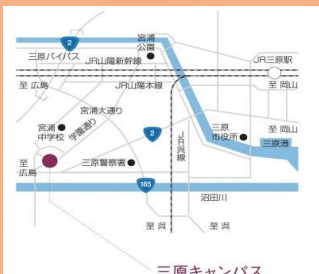 宮浦
公園
2
三原バイパス
JR山陽新幹線
JR三原駅
至 広島
JR山陽本線
至 岡山
宮浦大通り
宮浦
中学校
学園通り
2
JR呉線
三原
市役所
至 岡山
三原港
至
広島
三原警察署
185
沼田川
至 呉
至 呉
三原キャンパス